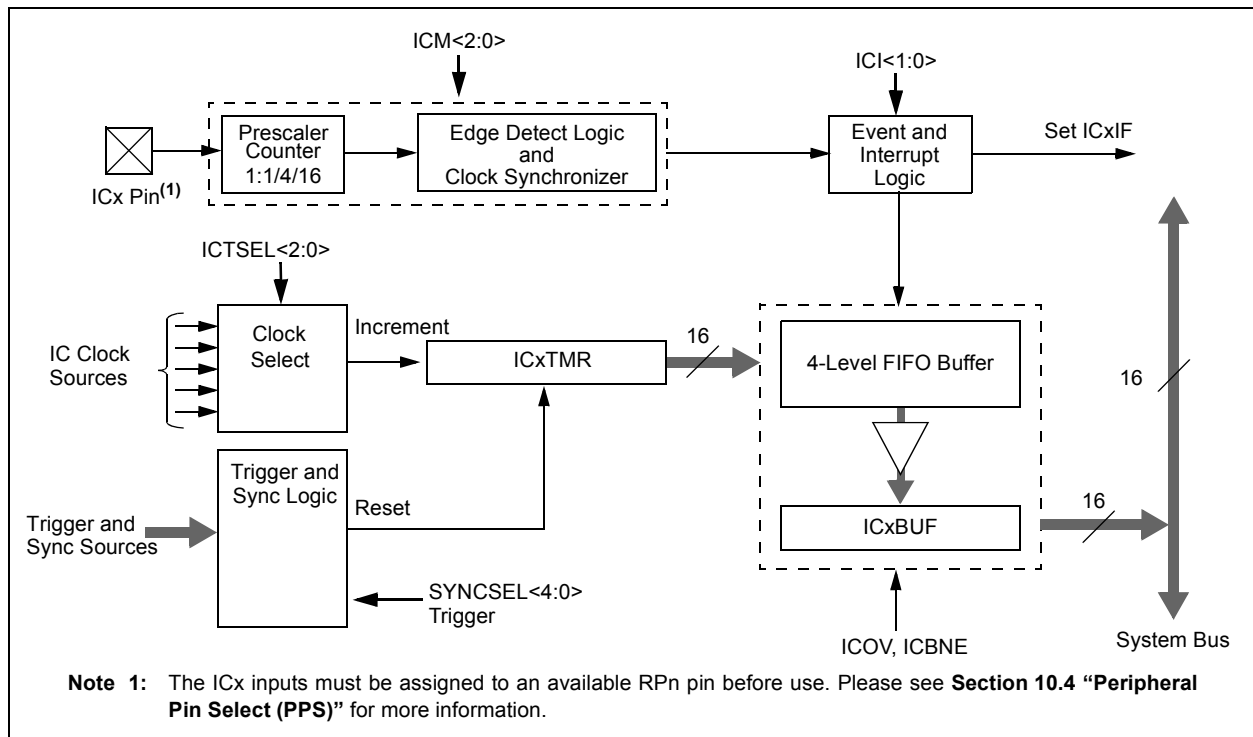 ICM<2:0>
ICI<1:0>
Prescaler
Counter
1:1/4/16
Edge Detect Logic
and
Clock Synchronizer
Event and
Interrupt
Logic
Set ICxIF
ICx Pin(1)
ICTSEL<2:0>
IC Clock
Sources
Clock
Select
Increment
ICxTMR
16
4-Level FIFO Buffer
16
Trigger and
Sync Logic
Reset
Trigger and
Sync Sources
ICxBUF
16
SYNCSEL<4:0>
Trigger
ICOV, ICBNE
System Bus
Note 1: The ICx inputs must be assigned to an available RPn pin before use. Please see Section 10.4 “Peripheral
Pin Select (PPS)” for more information.